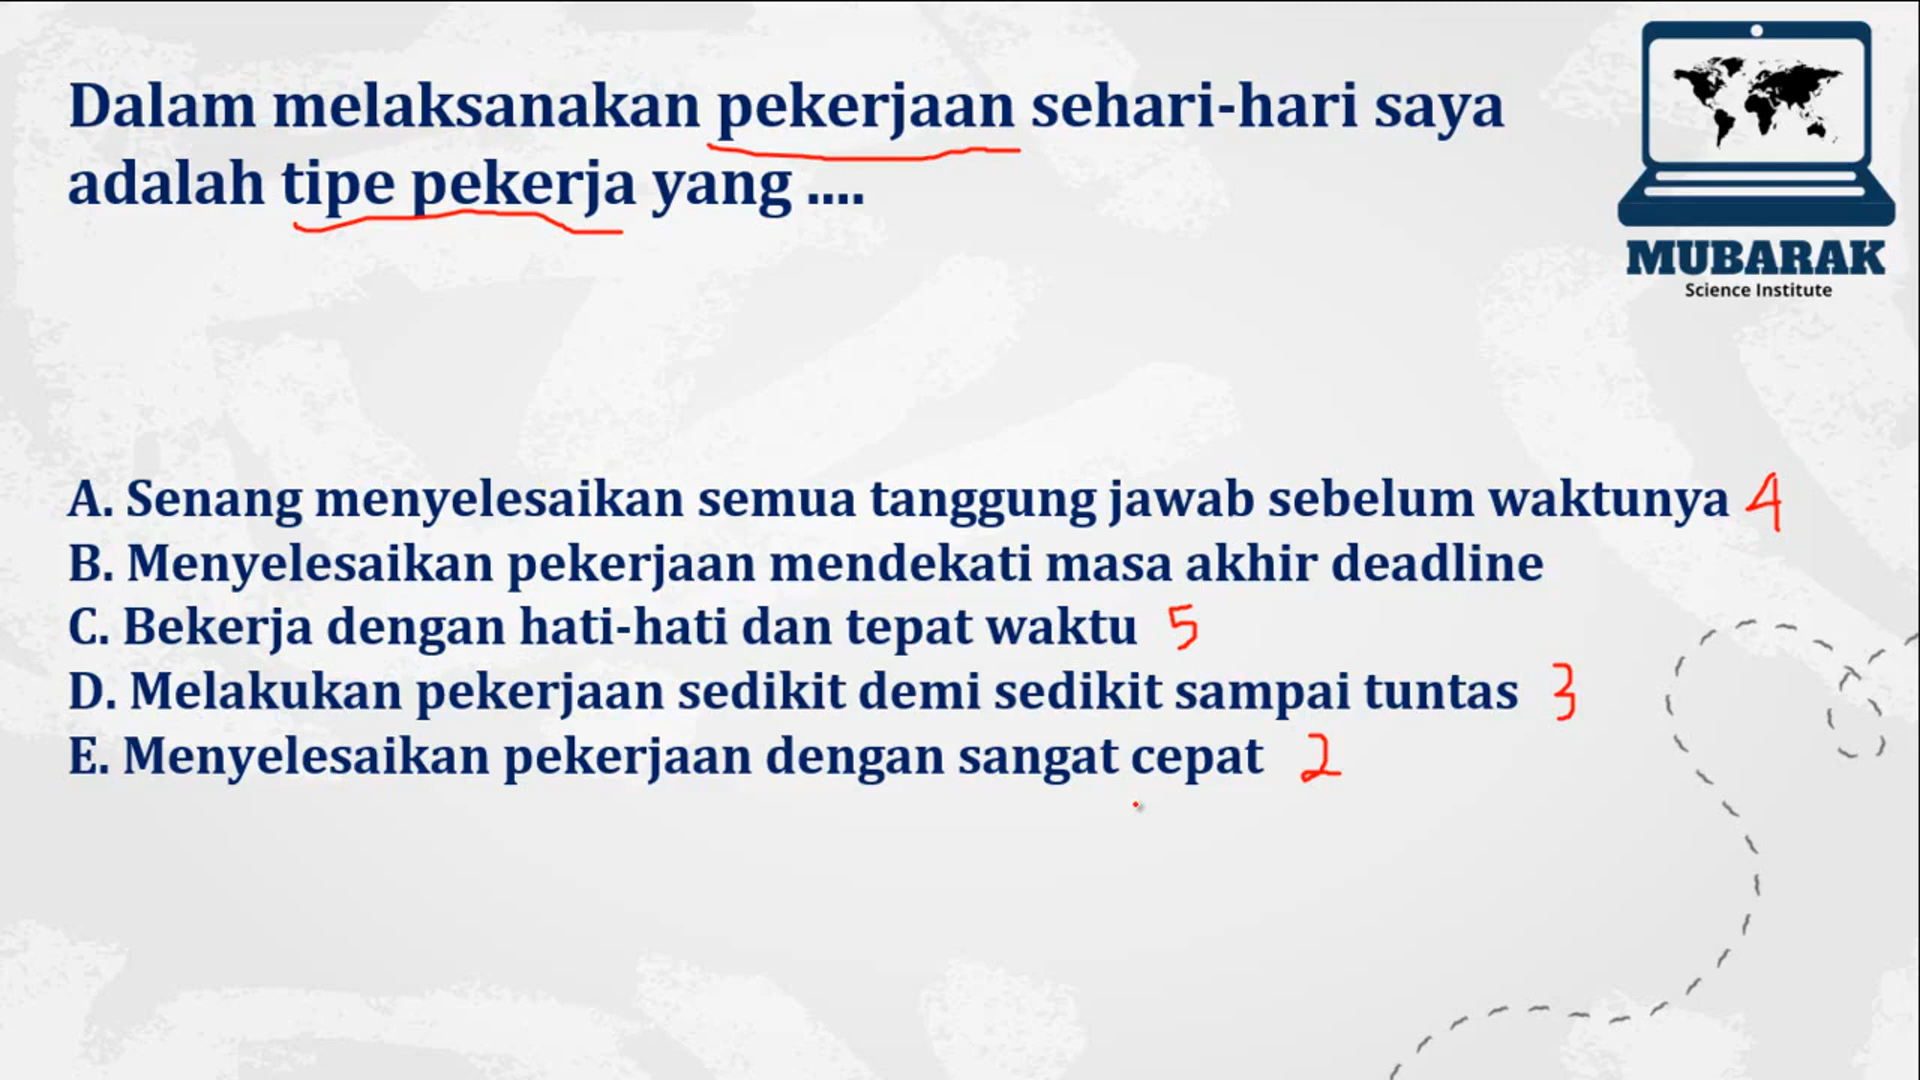 Dalam melaksanakan pekerjaan sehari-hari saya
adalah tipe pekerja yang ....
MUBARAK
Science Institute
A. Senang menyelesaikan semua tanggung jawab sebelum waktunya 4
B. Menyelesaikan pekerjaan mendekati masa akhir deadline
C. Bekerja dengan hati-hati dan tepat waktu 5
D. Melakukan pekerjaan sedikit demi sedikit sampai tuntas 3
E. Menyelesaikan pekerjaan dengan sangat cepat 2